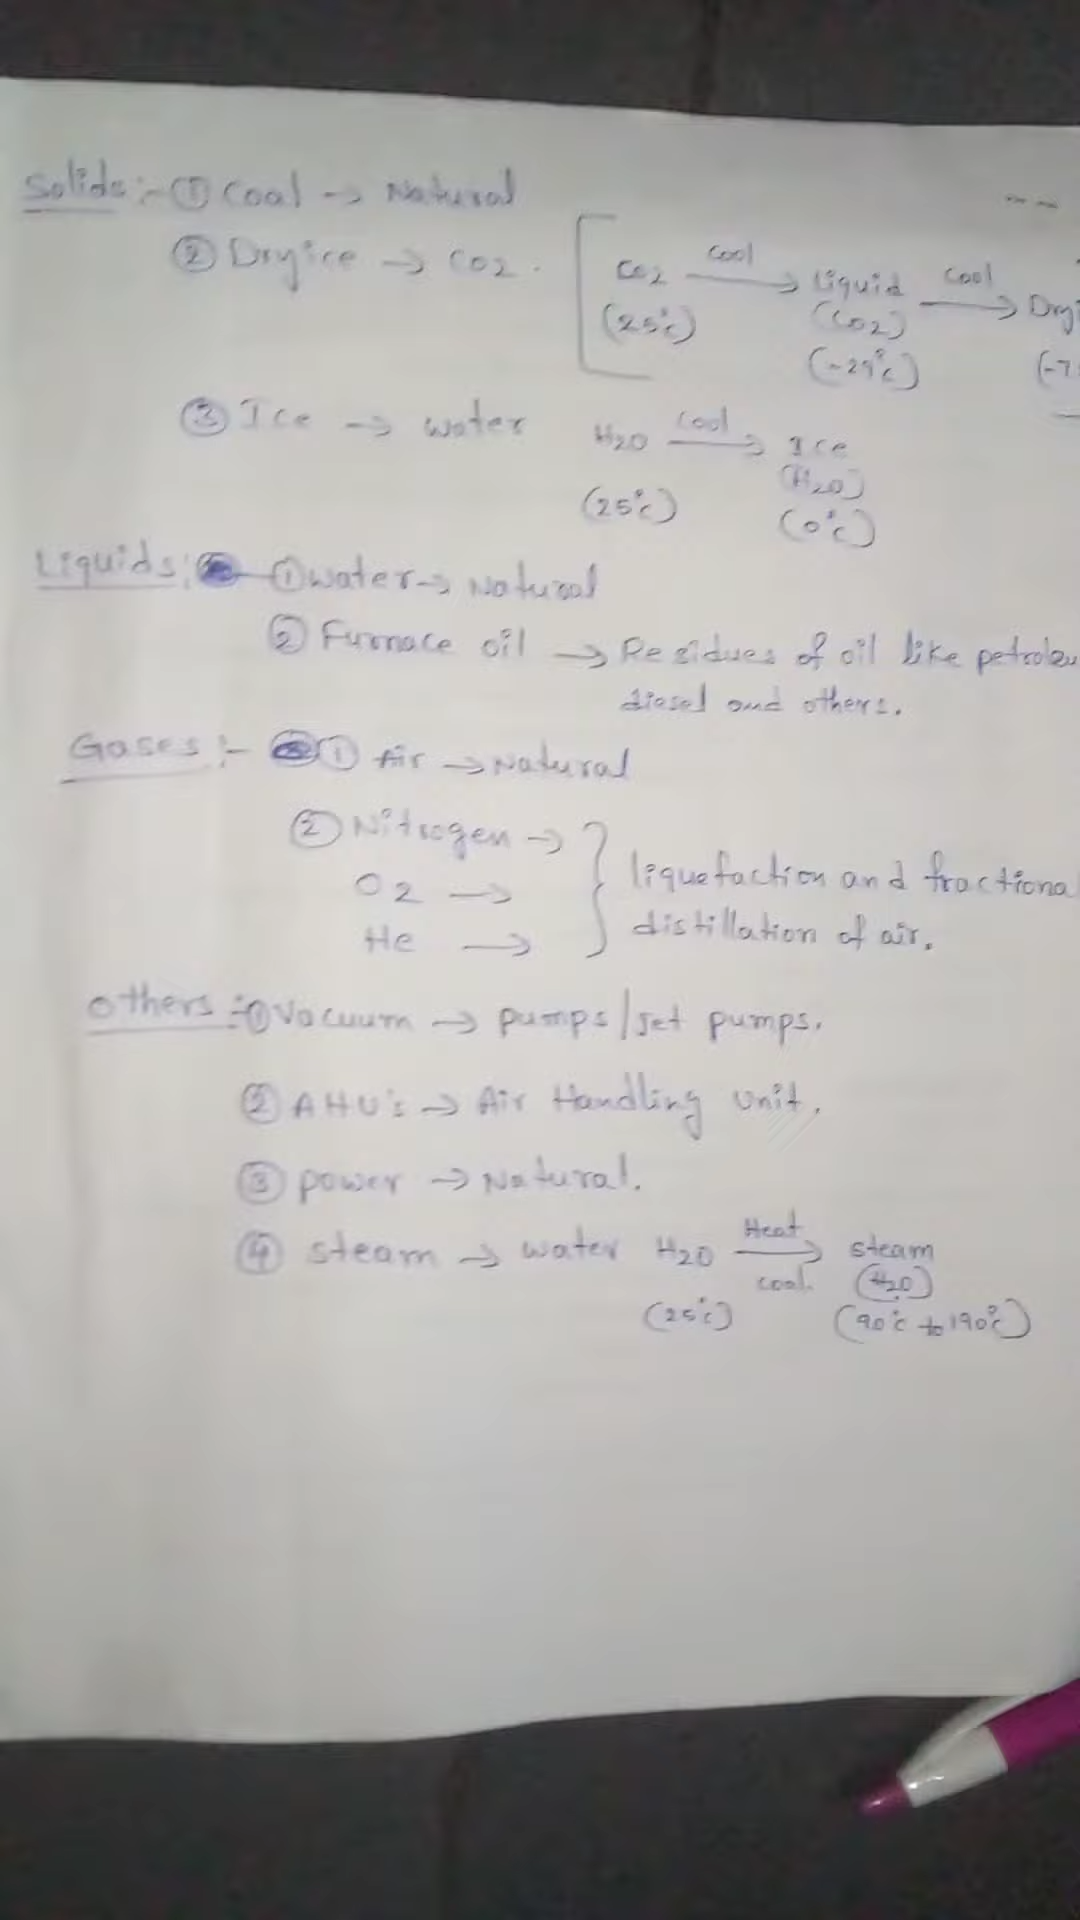 Solids :- ① Coal → Natural
② Dryice → CO2.
CO2 cool → Liquid cool → Dry
(25°C) (CO2)
(-29°C) (-7
③ Ice → water H2O cool → Ice
(H2O)
(25°C) (0°C)
Liquids: ① water → Natural
② Furnace oil → Residues of oil like petroleu
diesel and others.
Gases :- ① Air → Natural
② Nitrogen →
O2 → liquefaction and fractiona
He → distillation of air.
Others :- ① Vacuum → pumps/Jet pumps.
② AHU's → Air Handling Unit.
③ power → Natural.
④ steam → water H2O Heat → steam
coal. (H2O)
(25°C) (90°C to 190°C)